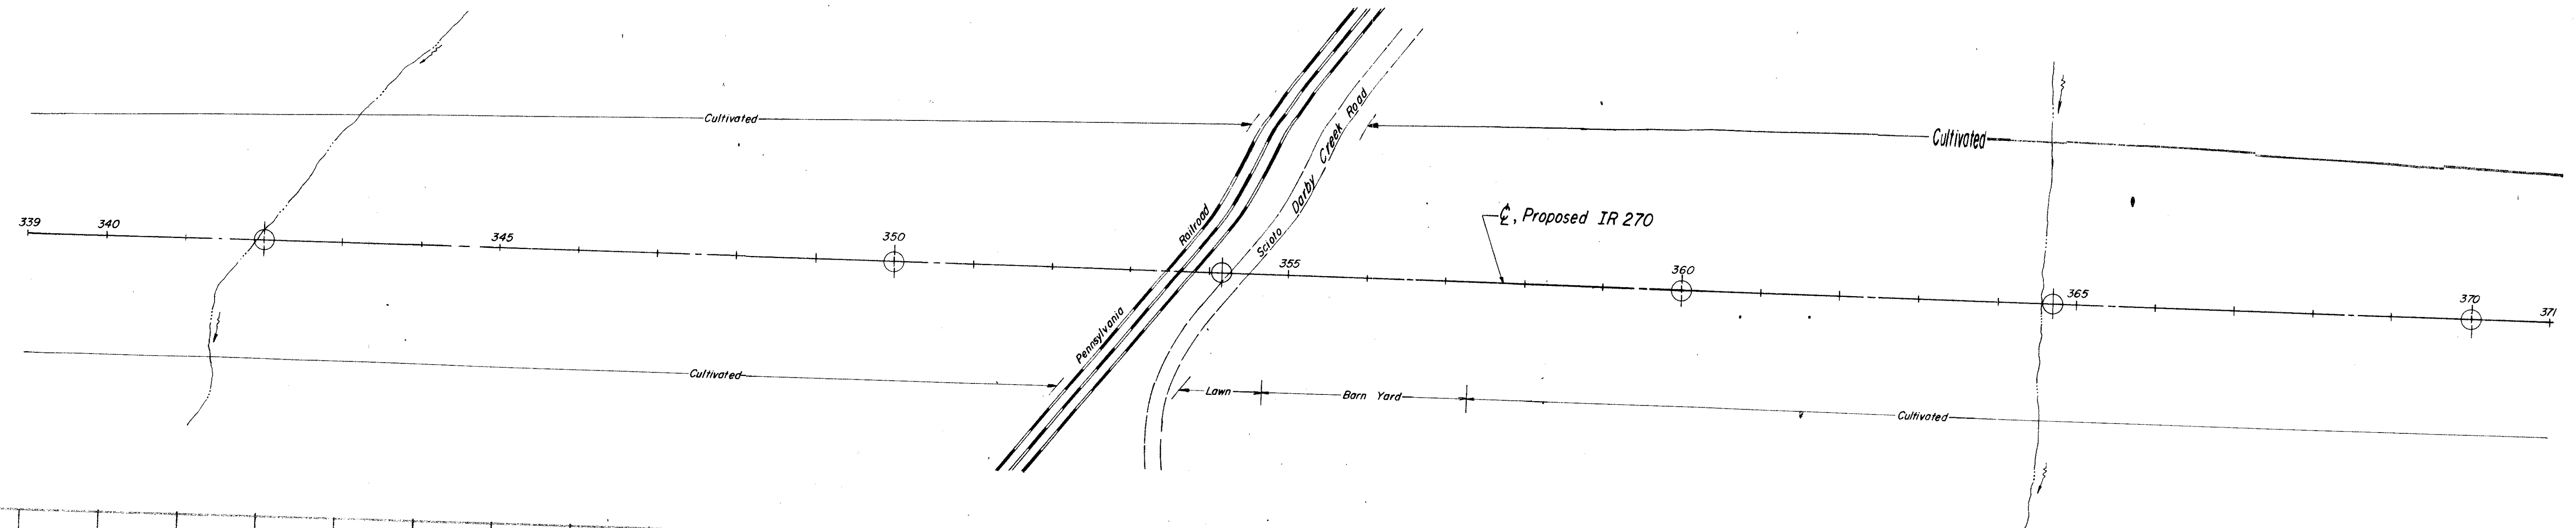 Cultivated
Cultivated
339
340
345
350
355
360
365
370
371
Railroad
Pennsylvania
Scioto Darby Creek Road
℄, Proposed IR 270
Cultivated
Lawn
Barn Yard
Cultivated